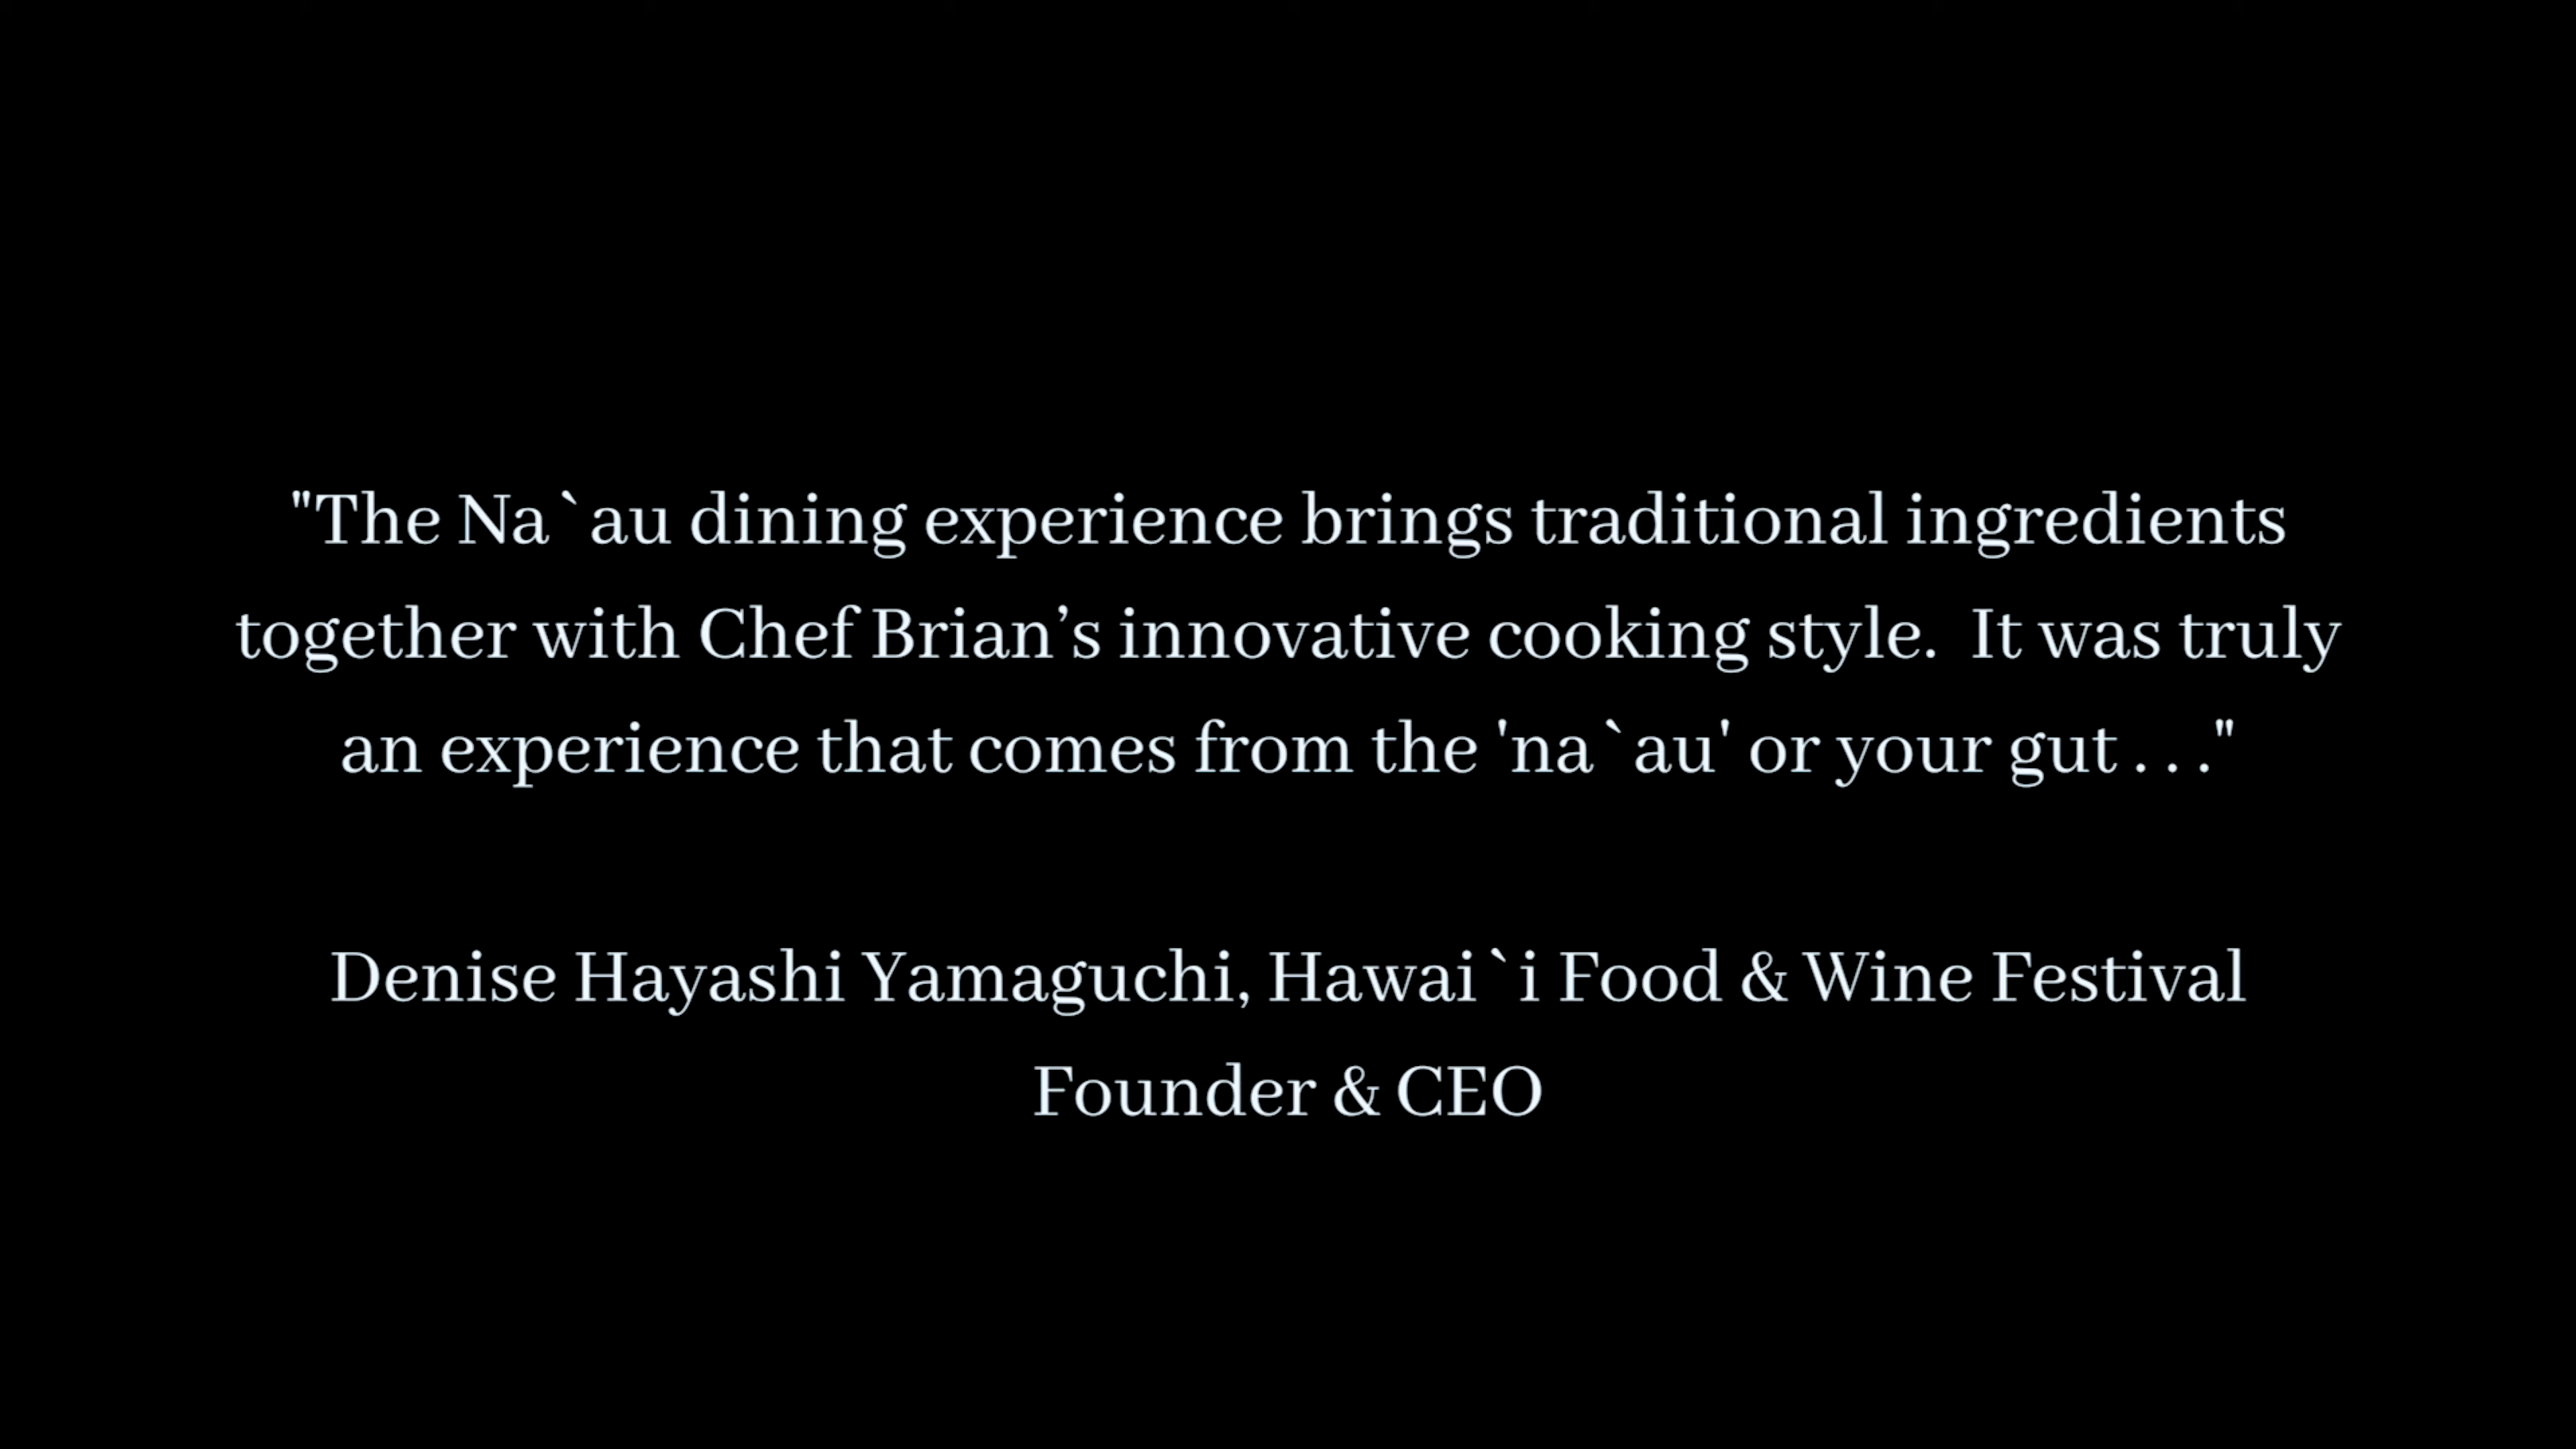 "The Na`au dining experience brings traditional ingredients
together with Chef Brian’s innovative cooking style.  It was truly
an experience that comes from the 'na`au' or your gut . . ."
Denise Hayashi Yamaguchi, Hawai`i Food & Wine Festival
Founder & CEO